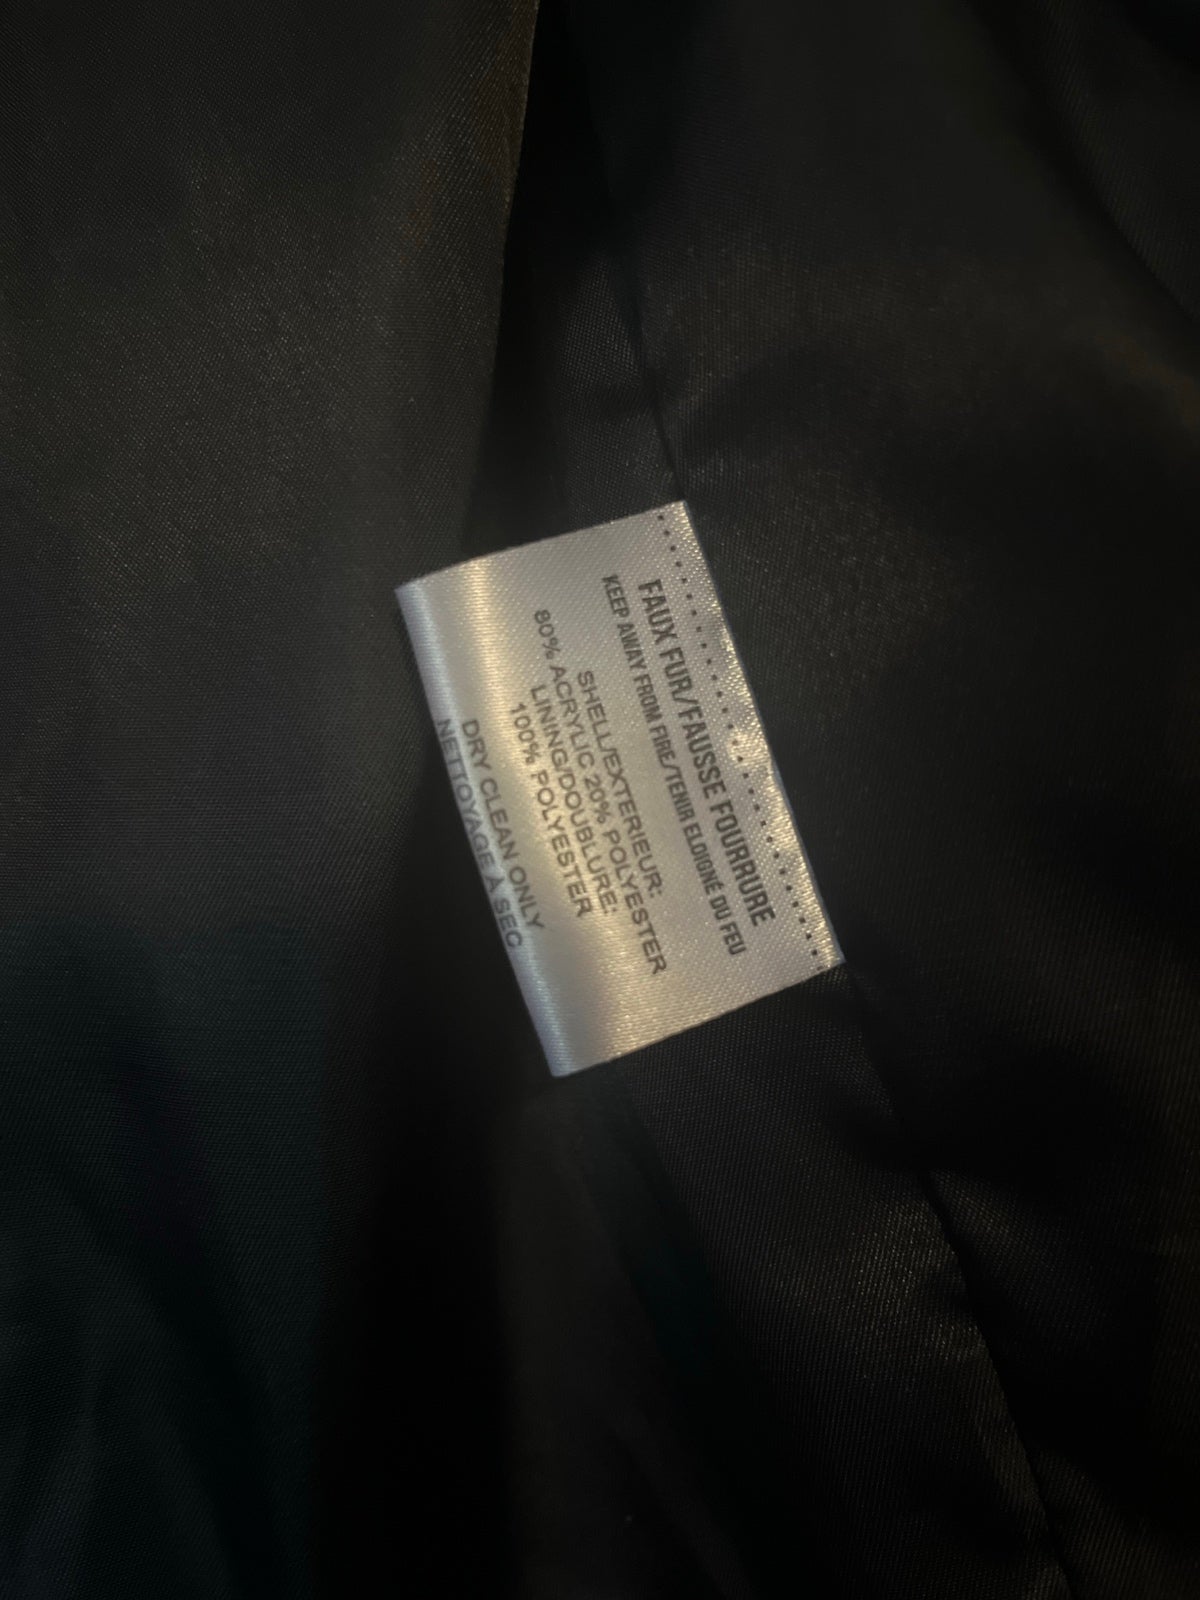 FAUX FUR/FAUSSE FOURRURE
KEEP AWAY FROM FIRE/TENIR ELOIGNÉ DU FEU
SHELL/EXTERIEUR:
80% ACRYLIC 20% POLYESTER
LINING/DOUBLURE:
100% POLYESTER
DRY CLEAN ONLY
NETTOYAGE À SEC